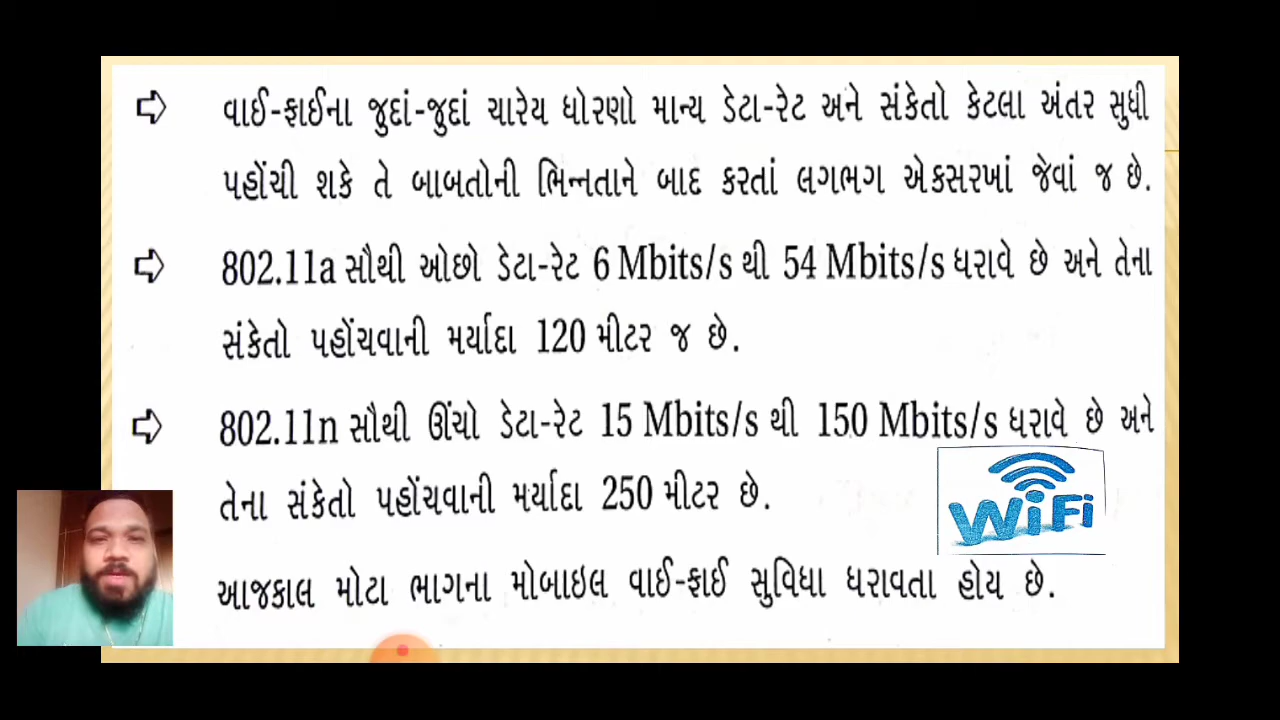 ⇨ વાઈ-ફાઈના જુદાં-જુદાં ચારેય ધોરણો માન્ય ડેટા-રેટ અને સંકેતો કેટલા અંતર સુધી
પહોંચી શકે તે બાબતોની ભિન્નતાને બાદ કરતાં લગભગ એકસરખાં જેવાં જ છે.
⇨ 802.11a સૌથી ઓછો ડેટા-રેટ 6 Mbits/s થી 54 Mbits/s ધરાવે છે અને તેના
સંકેતો પહોંચવાની મર્યાદા 120 મીટર જ છે.
⇨ 802.11n સૌથી ઊંચો ડેટા-રેટ 15 Mbits/s થી 150 Mbits/s ધરાવે છે અને
તેના સંકેતો પહોંચવાની મર્યાદા 250 મીટર છે.
WiFi
આજકાલ મોટા ભાગના મોબાઇલ વાઈ-ફાઈ સુવિધા ધરાવતા હોય છે.